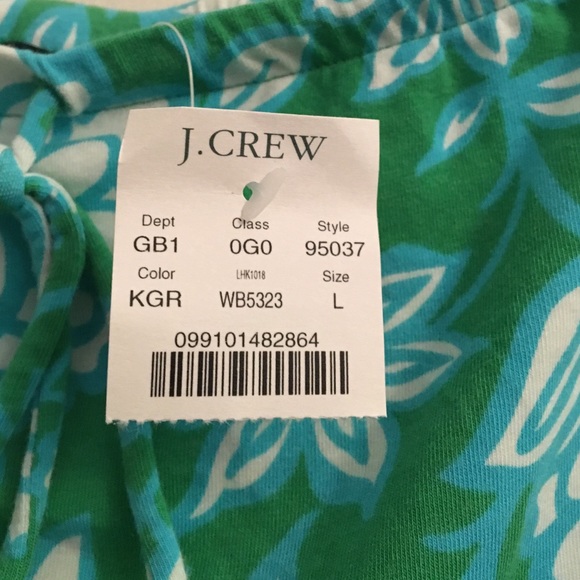 J.CREW
Dept Class Style
GB1 0G0 95037
Color LHK1018 Size
KGR WB5323 L
099101482864